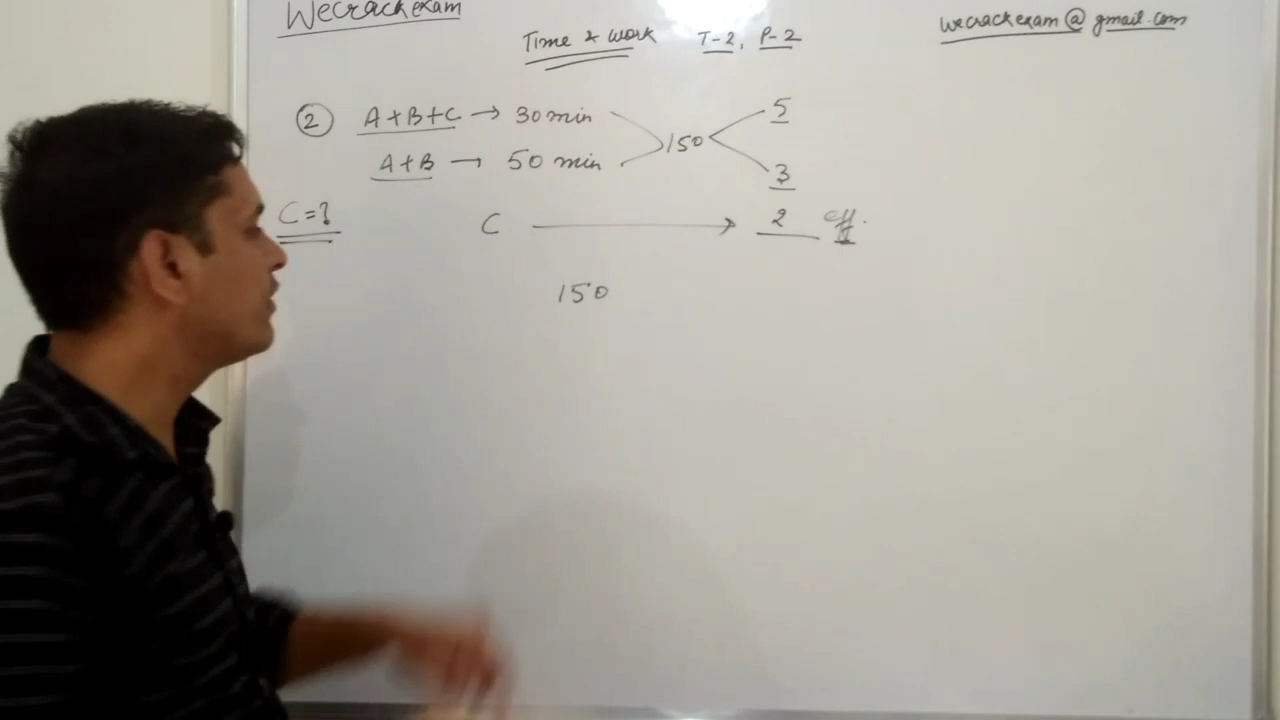 Wecrackexam
wecrackexam@gmail.com
Time & work T-2, P-2
2 A+B+C → 30 min 150 5
A+B → 50 min 3
C=?
C → 2 eff.
150